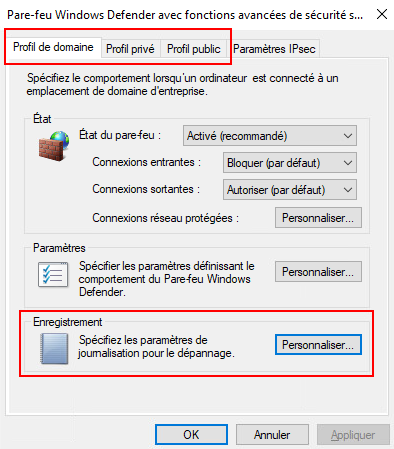 Pare-feu Windows Defender avec fonctions avancées de sécurité s...
Profil de domaine Profil privé Profil public Paramètres IPsec
Spécifiez le comportement lorsqu'un ordinateur est connecté à un
emplacement de domaine d'entreprise.
État
État du pare-feu : Activé (recommandé)
Connexions entrantes : Bloquer (par défaut)
Connexions sortantes : Autoriser (par défaut)
Connexions réseau protégées : Personnaliser...
Paramètres
Spécifier les paramètres définissant le
comportement du Pare-feu Windows
Defender.
Personnaliser...
Enregistrement
Spécifiez les paramètres de
journalisation pour le dépannage.
Personnaliser...
OK Annuler Appliquer